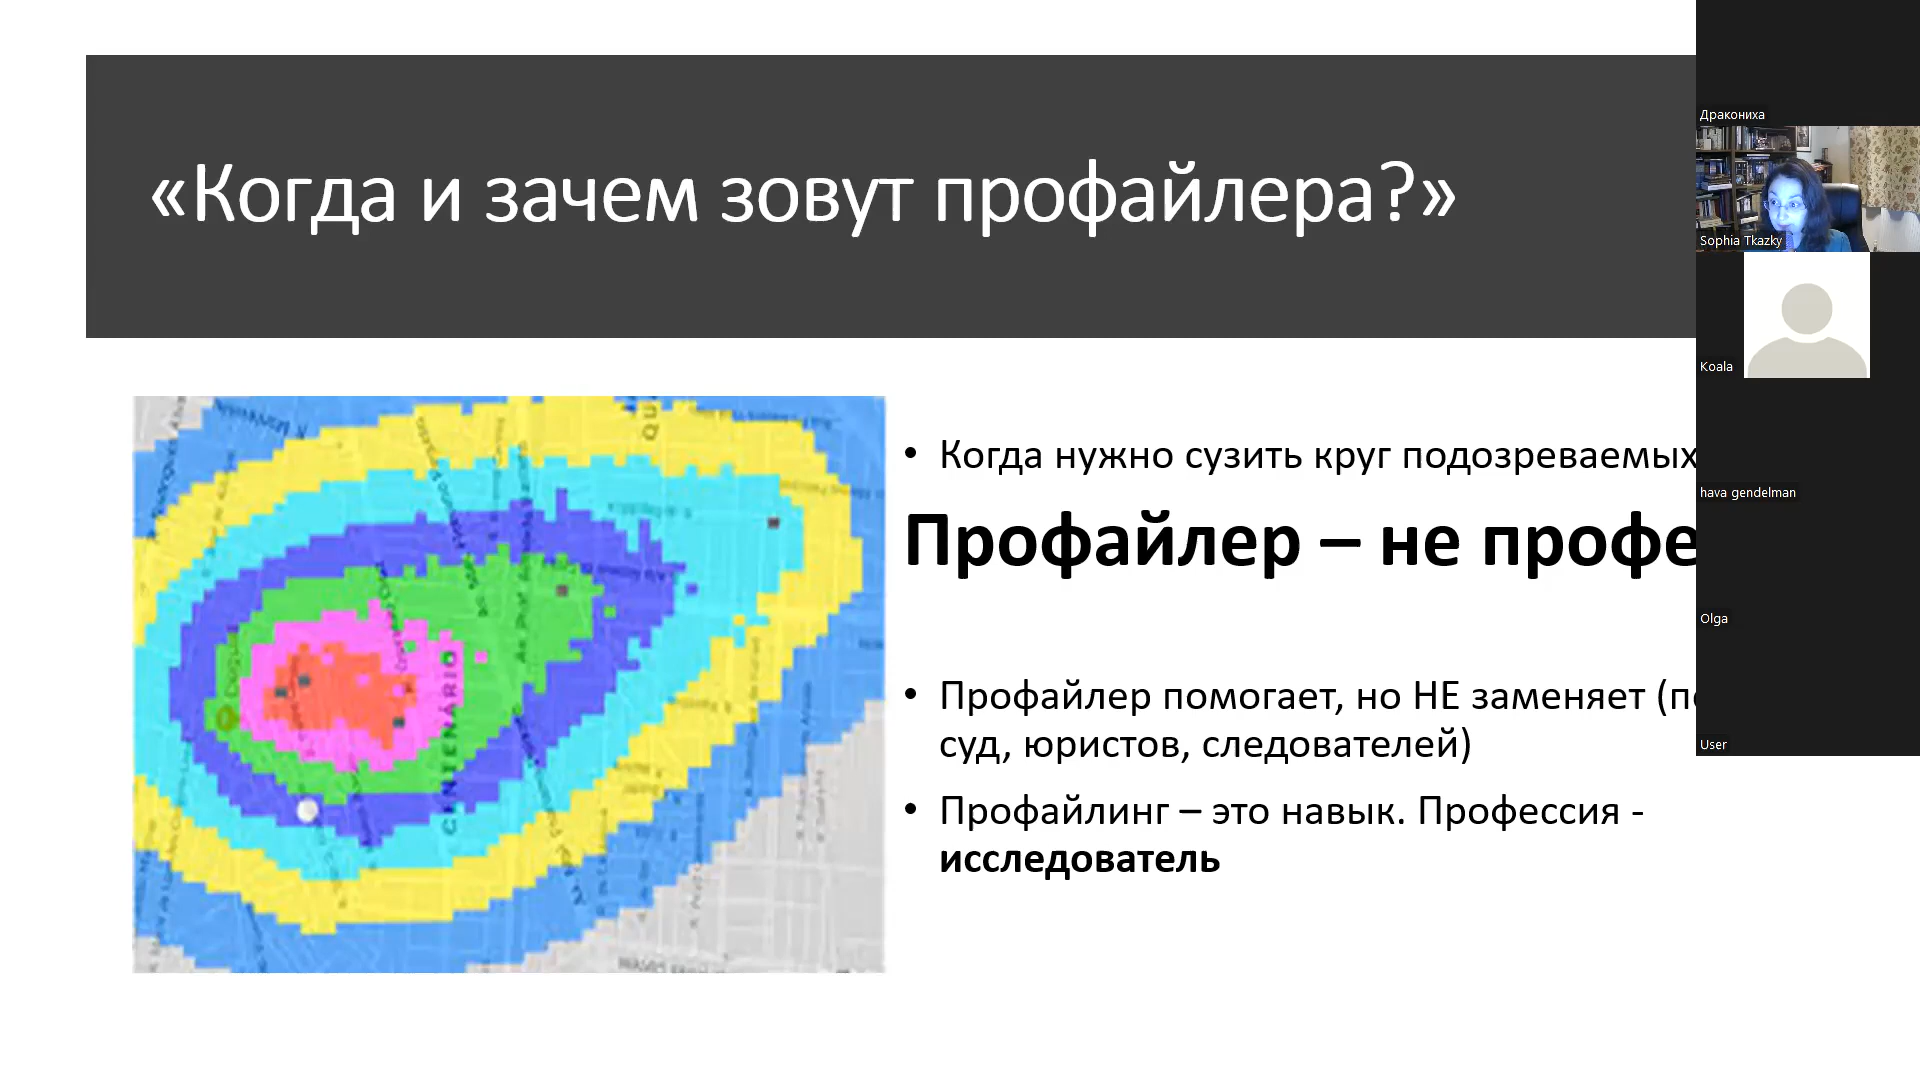 «Когда и зачем зовут профайлера?»
• Когда нужно сузить круг подозреваемых
Профайлер – не
• Профайлер помогает, но НЕ заменяет
суд, юристов, следователей)
• Профайлинг – это навык. Профессия -
исследователь
CENTENÁRIO
Дракониха
Sophia Tkazky
Koala
hava gendelman
Olga
User